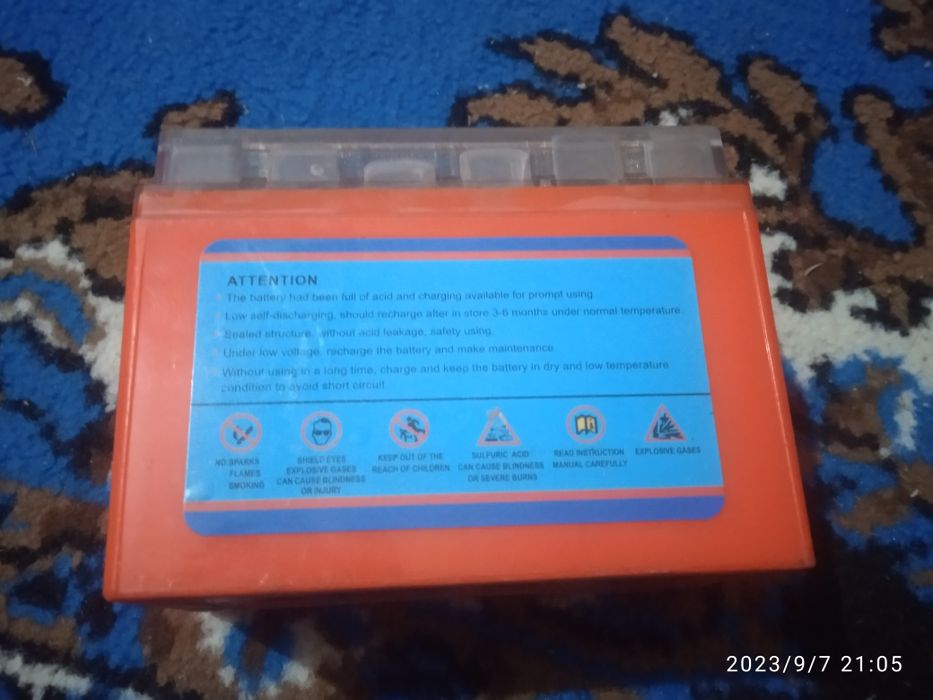 ATTENTION
The battery had been full of acid and charging available for prompt using.
Low self-discharging, should recharge after in store 3-6 months under normal temperature.
Sealed structure, without acid leakage, safety using.
Under low voltage, recharge the battery and make maintenance.
Without using in a long time, charge and keep the battery in dry and low temperature
condition to avoid short circuit
NO SPARKS
FLAMES
SMOKING
SHIELD EYES
EXPLOSIVE GASES
CAN CAUSE BLINDNESS
OR INJURY
KEEP OUT OF THE
REACH OF CHILDREN
SULFURIC ACID
CAN CAUSE BLINDNESS
OR SEVERE BURNS
READ INSTRUCTION
MANUAL CAREFULLY
EXPLOSIVE GASES
2023/9/7 21:05